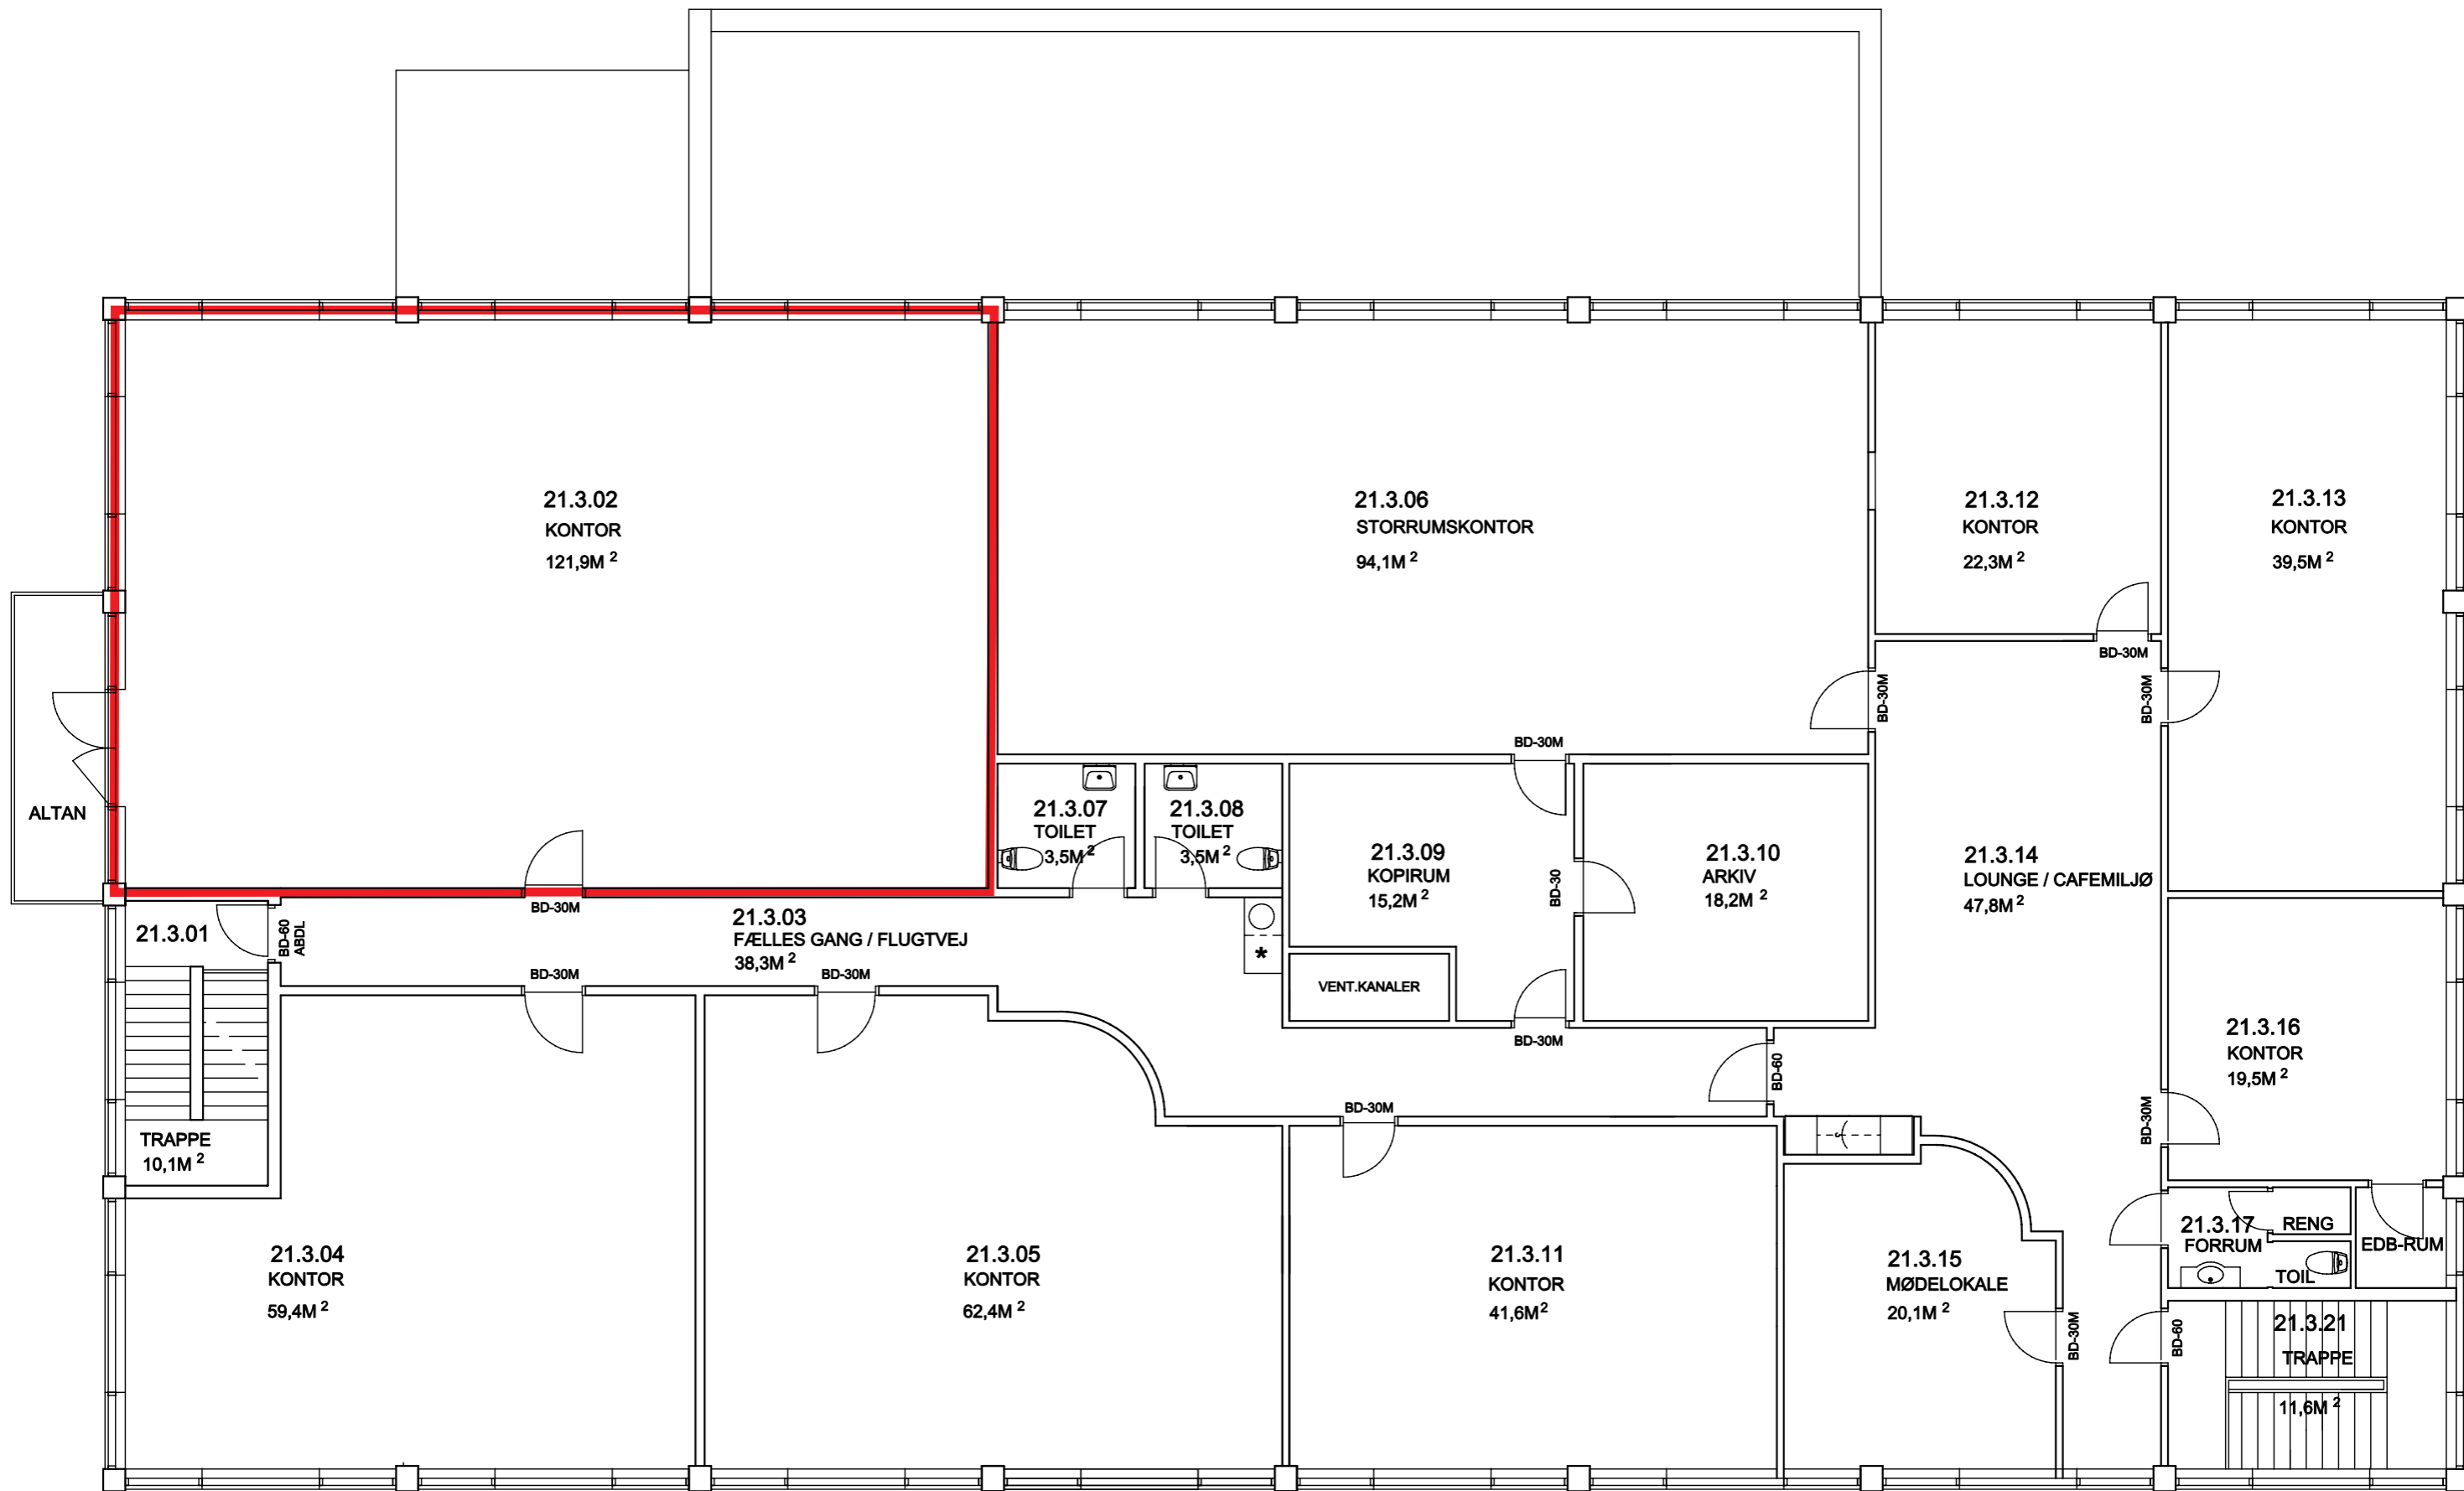 21.3.02
KONTOR
121,9M 2
21.3.06
STORRUMSKONTOR
94,1M 2
21.3.12
KONTOR
22,3M 2
21.3.13
KONTOR
39,5M 2
BD-30M
BD-30M
BD-30M
BD-30M
ALTAN
21.3.07
TOILET
3,5M 2
21.3.08
TOILET
3,5M 2
21.3.09
KOPIRUM
15,2M 2
BD-30
21.3.10
ARKIV
18,2M 2
21.3.14
LOUNGE / CAFEMILJØ
47,8M 2
21.3.01
BD-60
ABDL
BD-30M
21.3.03
FÆLLES GANG / FLUGTVEJ
38,3M 2
*
BD-30M
BD-30M
VENT.KANALER
BD-30M
BD-60
21.3.16
KONTOR
19,5M 2
BD-30M
BD-30M
TRAPPE
10,1M 2
21.3.04
KONTOR
59,4M 2
21.3.05
KONTOR
62,4M 2
21.3.11
KONTOR
41,6M 2
21.3.15
MØDELOKALE
20,1M 2
BD-30M
21.3.17
FORRUM
RENG
TOIL
EDB-RUM
BD-60
21.3.21
TRAPPE
11,6M 2